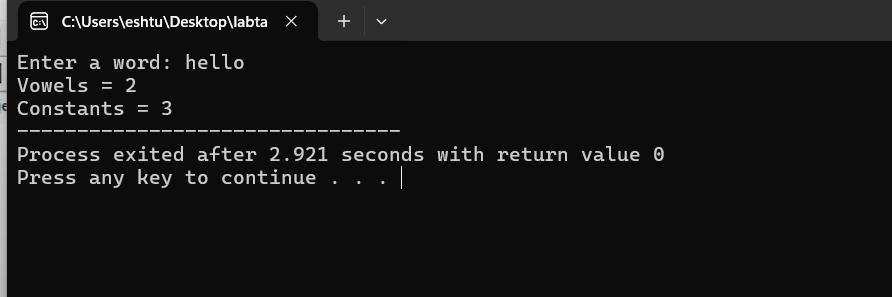 C:\Users\eshtu\Desktop\labta
Enter a word: hello
Vowels = 2
Constants = 3
--------------------------------
Process exited after 2.921 seconds with return value 0
Press any key to continue . . .